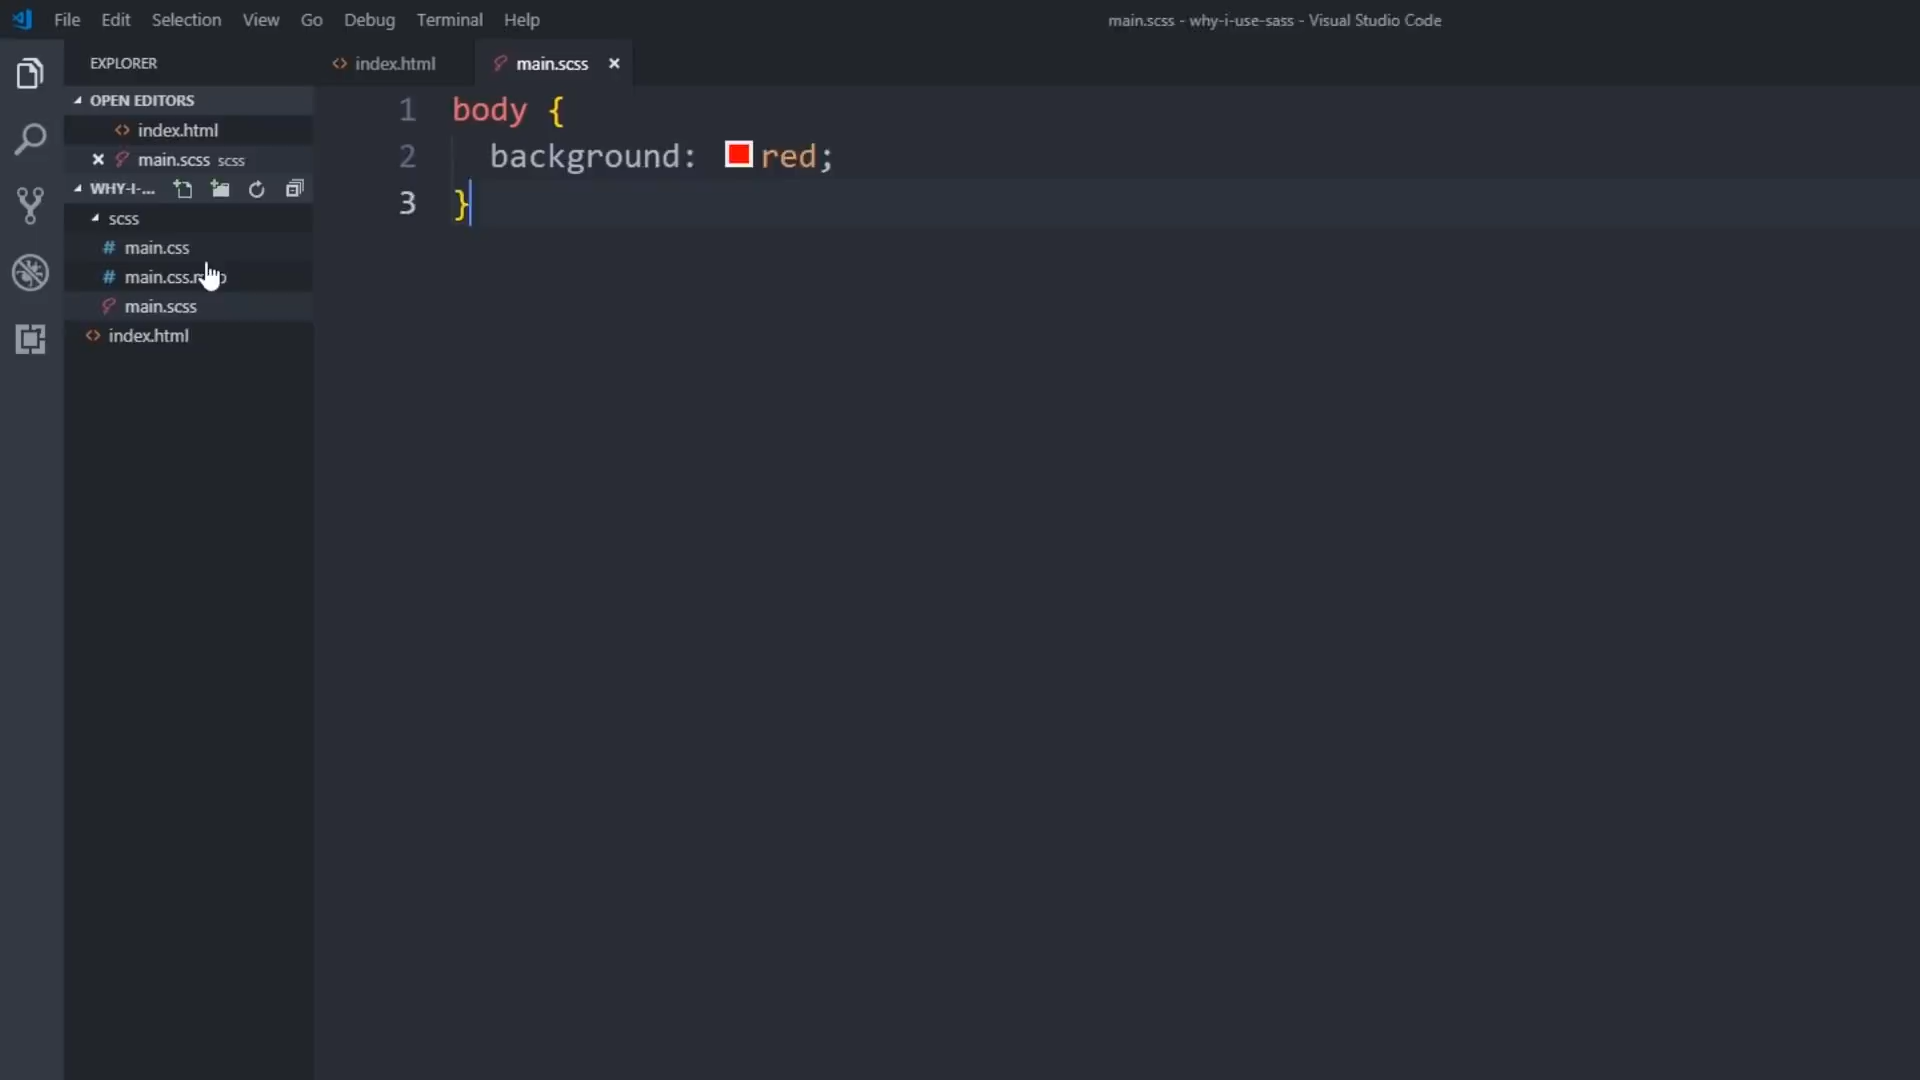 File Edit Selection View Go Debug Terminal Help
main.scss - why-i-use-sass - Visual Studio Code
EXPLORER
index.html
main.scss
OPEN EDITORS
index.html
main.scss scss
WHY-I-...
scss
main.css
main.scss
index.html
1 body {
2 background: red;
3 }